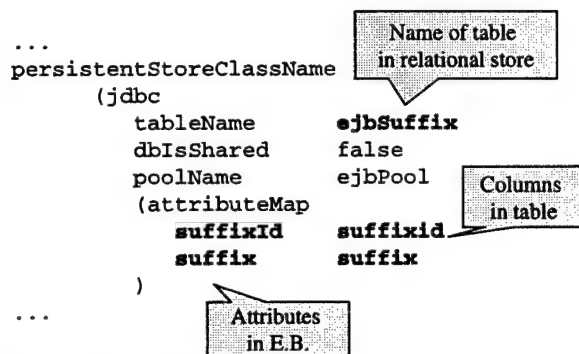 ...
Name of table
in relational store
persistentStoreClassName
(jdbc
tableName ejbSuffix
dbIsShared false
poolName ejbPool
Columns
in table
(attributeMap
suffixId suffixid
suffix suffix
)
...
Attributes
in E.B.